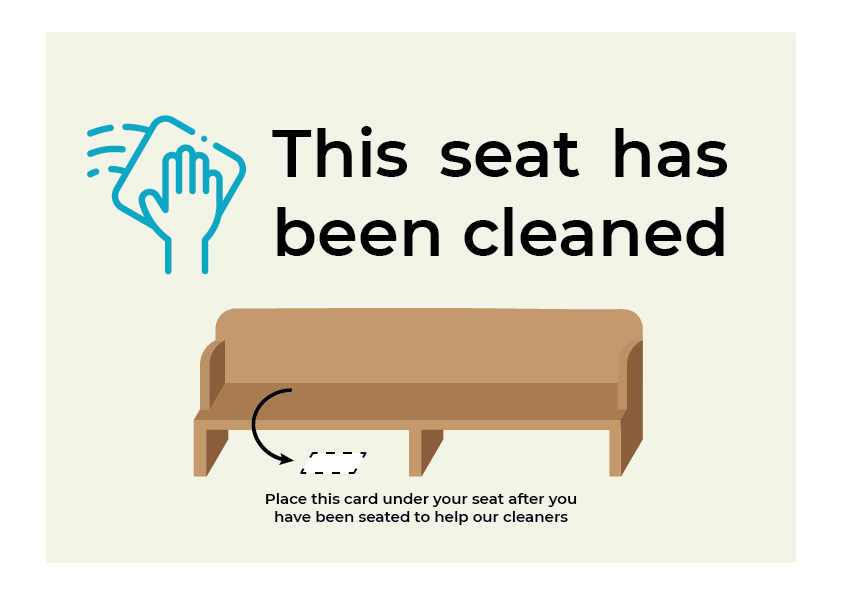 This seat has
been cleaned
Place this card under your seat after you
have been seated to help our cleaners